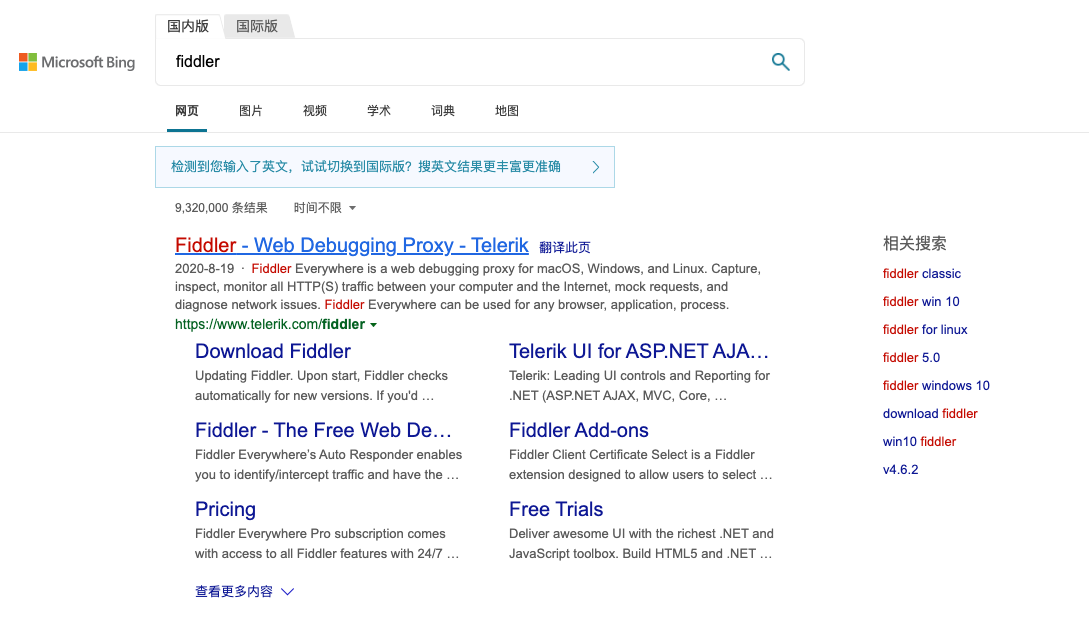 国内版
国际版
Microsoft Bing
fiddler
网页
图片
视频
学术
词典
地图
检测到您输入了英文，试试切换到国际版？搜英文结果更丰富更准确
9,320,000 条结果
时间不限
Fiddler - Web Debugging Proxy - Telerik
翻译此页
2020-8-19 · Fiddler Everywhere is a web debugging proxy for macOS, Windows, and Linux. Capture,
inspect, monitor all HTTP(S) traffic between your computer and the Internet, mock requests, and
diagnose network issues. Fiddler Everywhere can be used for any browser, application, process.
https://www.telerik.com/fiddler
Download Fiddler
Updating Fiddler. Upon start, Fiddler checks
automatically for new versions. If you'd …
Telerik UI for ASP.NET AJA…
Telerik: Leading UI controls and Reporting for
.NET (ASP.NET AJAX, MVC, Core, …
Fiddler - The Free Web De…
Fiddler Everywhere’s Auto Responder enables
you to identify/intercept traffic and have the …
Fiddler Add-ons
Fiddler Client Certificate Select is a Fiddler
extension designed to allow users to select …
Pricing
Fiddler Everywhere Pro subscription comes
with access to all Fiddler features with 24/7 …
Free Trials
Deliver awesome UI with the richest .NET and
JavaScript toolbox. Build HTML5 and .NET …
查看更多内容
相关搜索
fiddler classic
fiddler win 10
fiddler for linux
fiddler 5.0
fiddler windows 10
download fiddler
win10 fiddler
v4.6.2